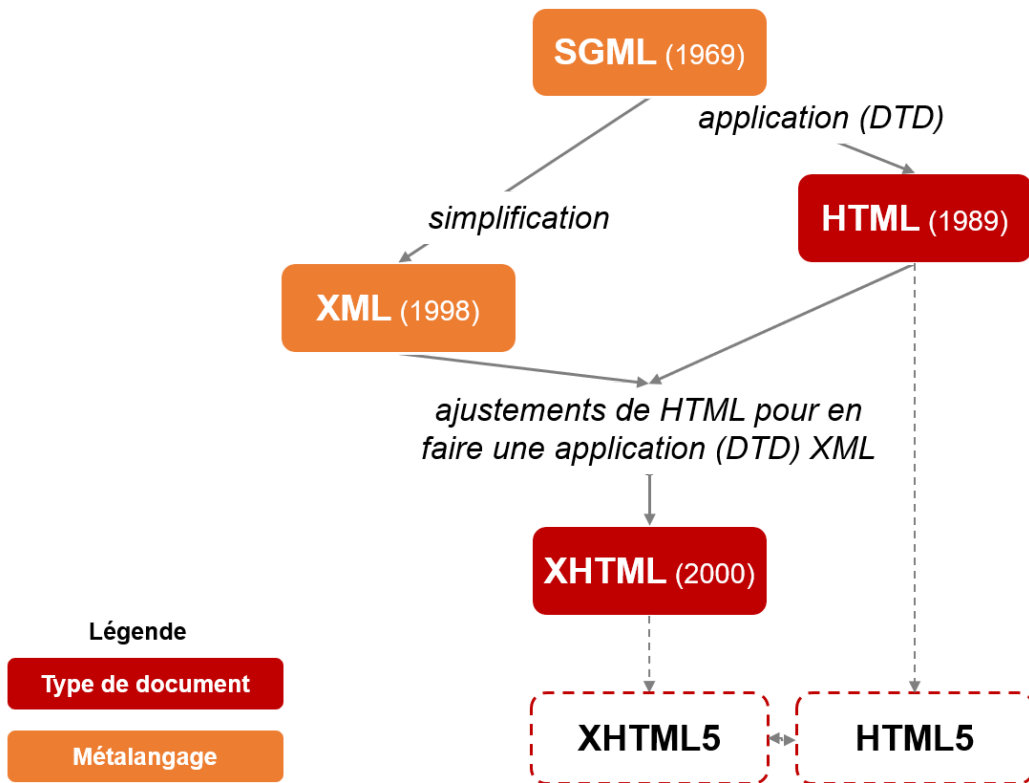 SGML (1969)
application (DTD)
HTML (1989)
simplification
XML (1998)
ajustements de HTML pour en
faire une application (DTD) XML
XHTML (2000)
Légende
Type de document
Métalangage
XHTML5
HTML5